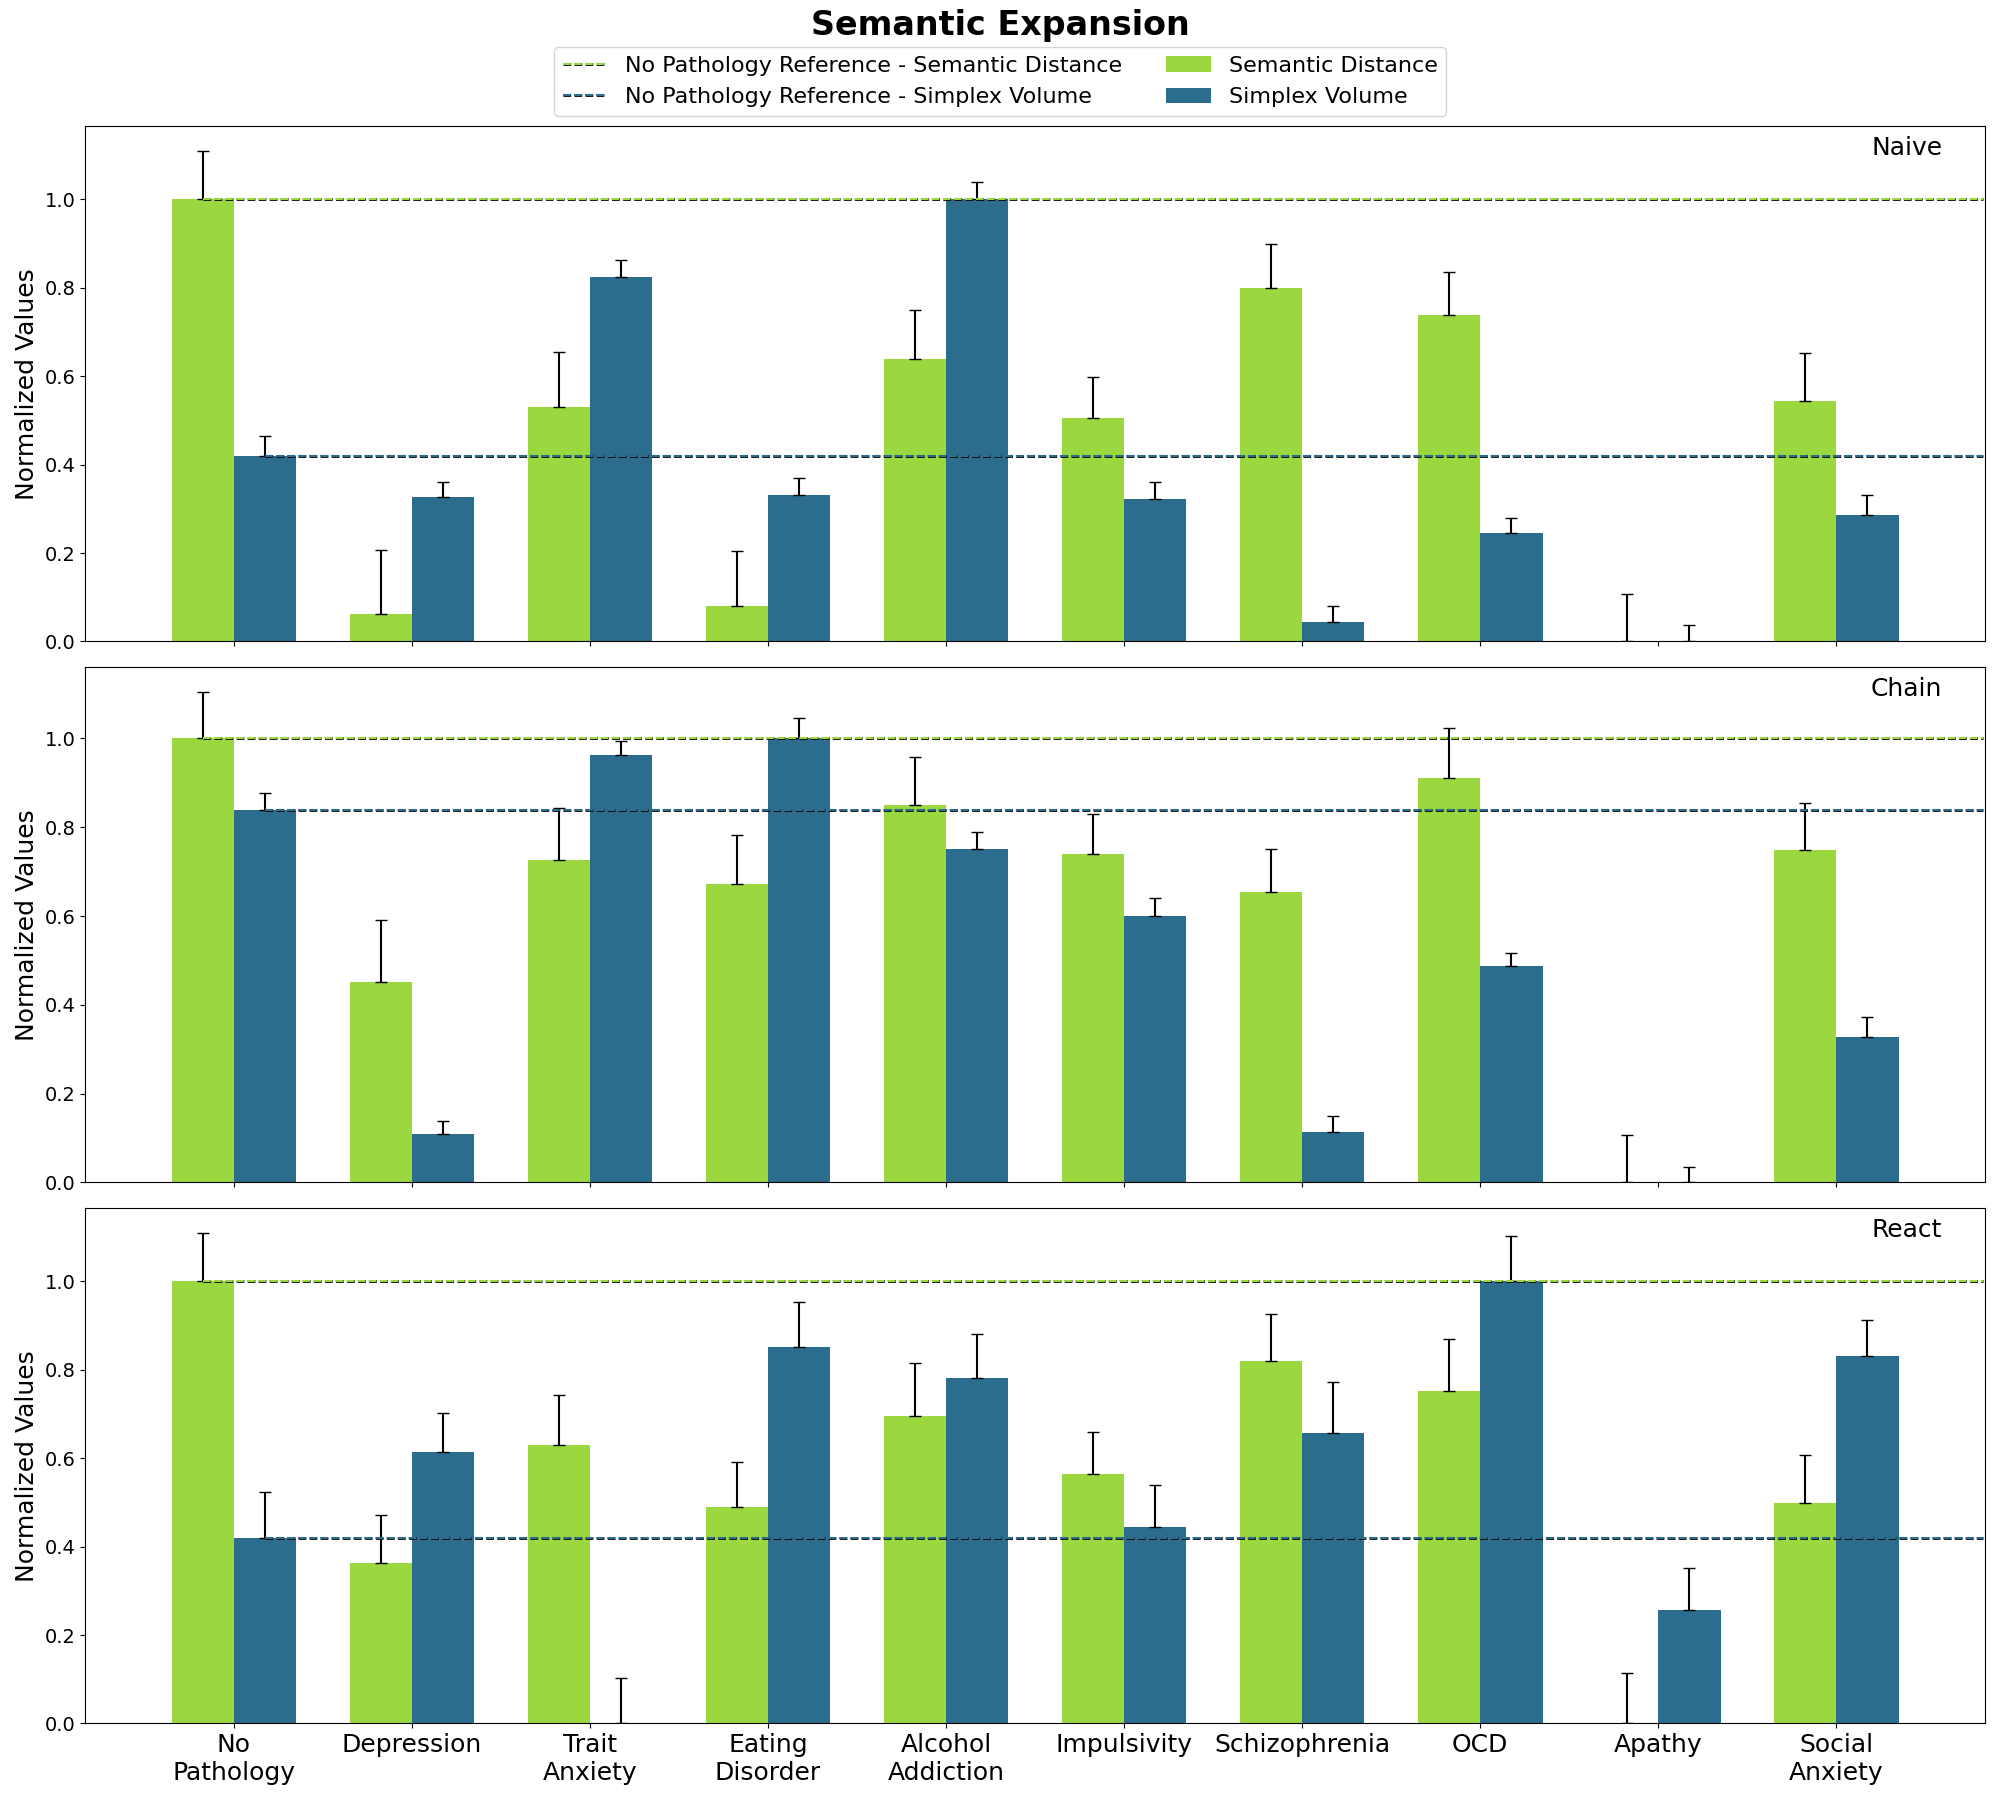 Semantic Expansion
No Pathology Reference - Semantic Distance
No Pathology Reference - Simplex Volume
Semantic Distance
Simplex Volume
Naive
Normalized Values
1.0
0.8
0.6
0.4
0.2
0.0
Chain
Normalized Values
1.0
0.8
0.6
0.4
0.2
0.0
React
Normalized Values
1.0
0.8
0.6
0.4
0.2
0.0
No
Pathology
Depression
Trait
Anxiety
Eating
Disorder
Alcohol
Addiction
Impulsivity
Schizophrenia
OCD
Apathy
Social
Anxiety